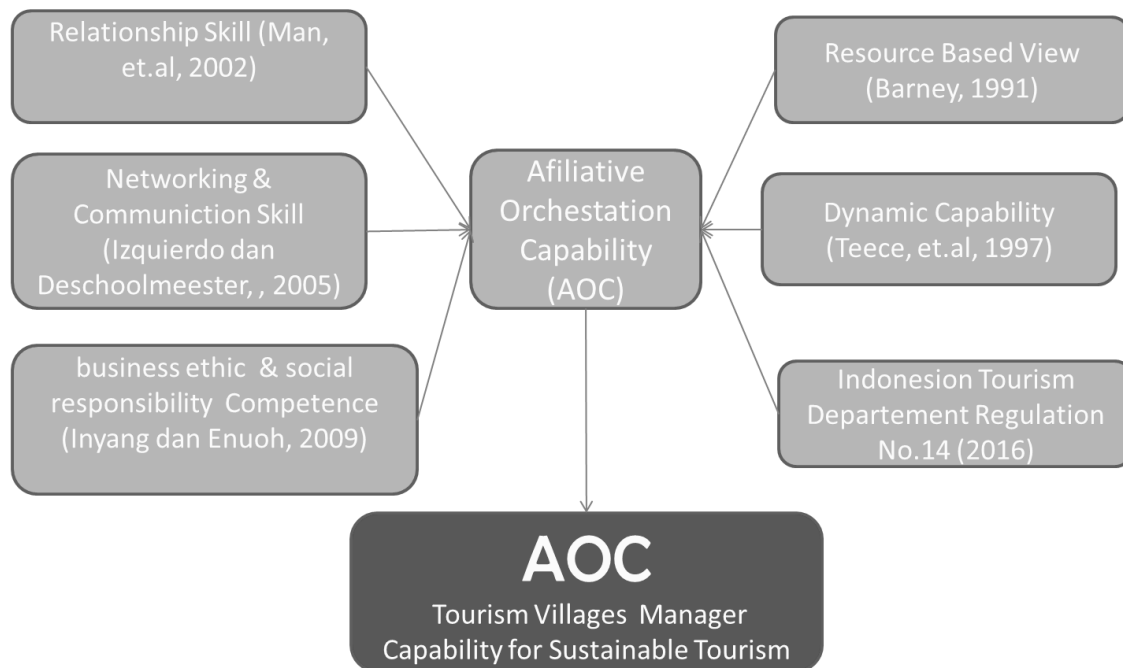 Relationship Skill (Man,
et.al, 2002)
Networking &
Communiction Skill
(Izquierdo dan
Deschoolmeester, , 2005)
business ethic & social
responsibility Competence
(Inyang dan Enuoh, 2009)
Afiliative
Orchestation
Capability
(AOC)
Resource Based View
(Barney, 1991)
Dynamic Capability
(Teece, et.al, 1997)
Indonesion Tourism
Departement Regulation
No.14 (2016)
AOC
Tourism Villages Manager
Capability for Sustainable Tourism